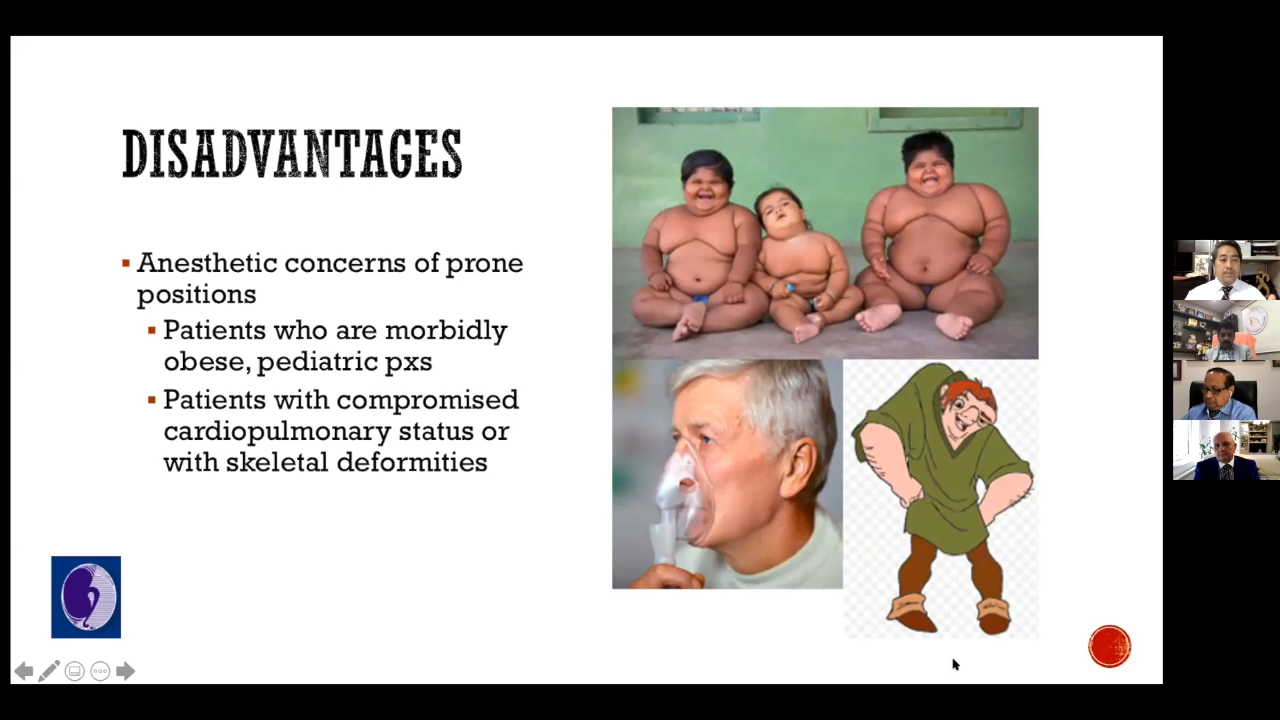 DISADVANTAGES
▪ Anesthetic concerns of prone
positions
▪ Patients who are morbidly
obese, pediatric pxs
▪ Patients with compromised
cardiopulmonary status or
with skeletal deformities